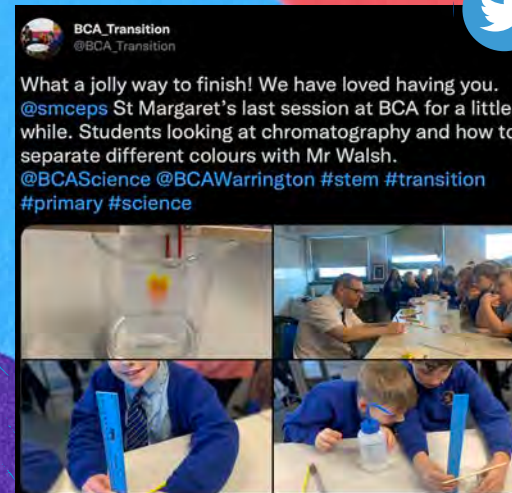 BCA_Transition
@BCA_Transition
What a jolly way to finish! We have loved having you.
@smceps St Margaret's last session at BCA for a little
while. Students looking at chromatography and how to
separate different colours with Mr Walsh.
@BCAScience @BCAWarrington #stem #transition
#primary #science